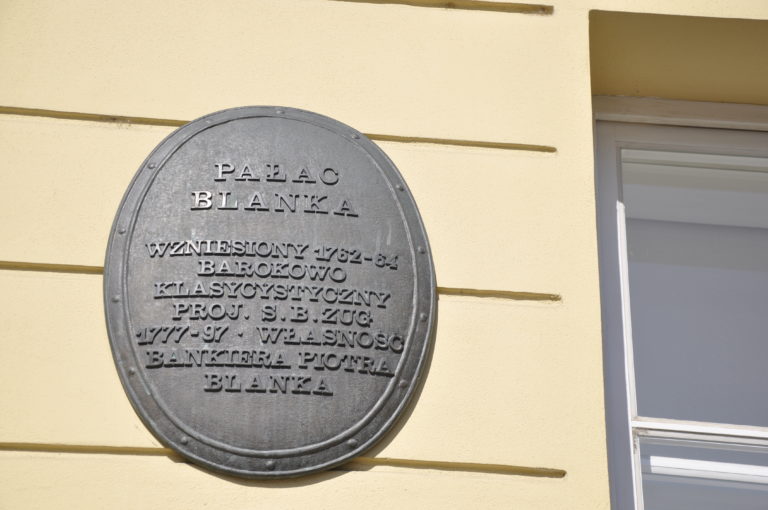 PAŁAC
BLANKA
WZNIESIONY 1762-64
BAROKOWO
KLASYCYSTYCZNY
PROJ. S.B. ZUG
1777-97 · WŁASNOŚĆ
BANKIERA PIOTRA
BLANKA